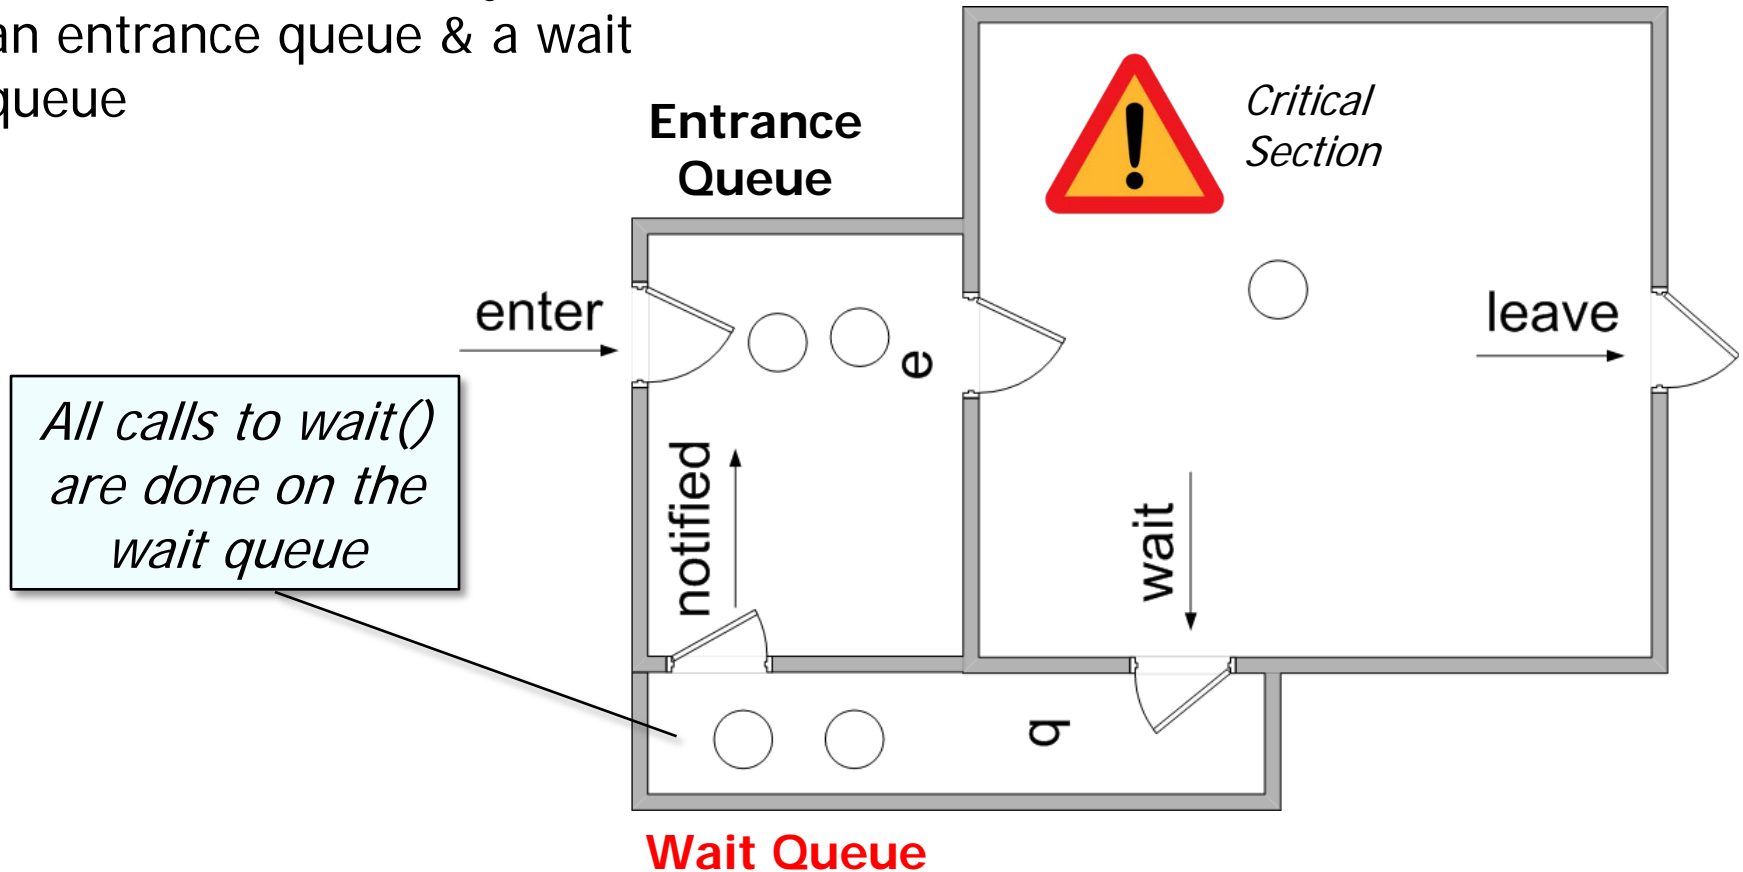 an entrance queue & a wait
queue
Entrance
Queue
Critical
Section
enter
leave
e
All calls to wait()
are done on the
wait queue
notified
wait
q
Wait Queue